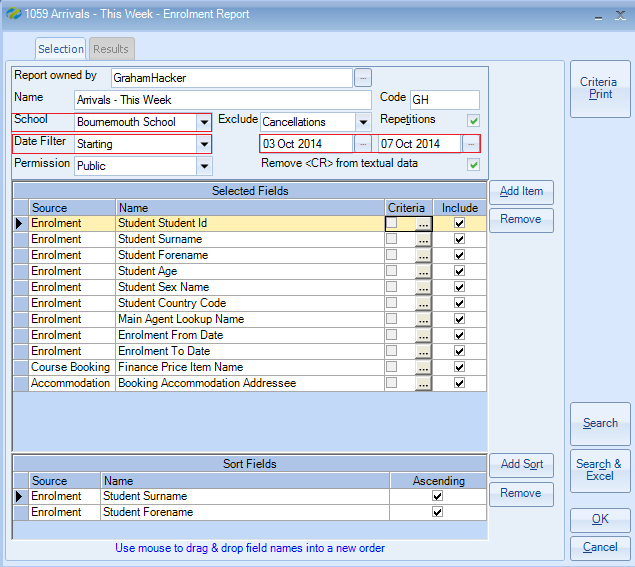 1059 Arrivals - This Week - Enrolment Report
Selection Results
Report owned by GrahamHacker ...
Name Arrivals - This Week Code GH
School Bournemouth School Exclude Cancellations Repetitions
Date Filter Starting 03 Oct 2014 ... 07 Oct 2014 ...
Permission Public Remove <CR> from textual data
Criteria
Print
Selected Fields
Source Name Criteria Include
Enrolment Student Student Id ...
Enrolment Student Surname ...
Enrolment Student Forename ...
Enrolment Student Age ...
Enrolment Student Sex Name ...
Enrolment Student Country Code ...
Enrolment Main Agent Lookup Name ...
Enrolment Enrolment From Date ...
Enrolment Enrolment To Date ...
Course Booking Finance Price Item Name ...
Accommodation Booking Accommodation Addressee ...
Add Item
Remove
Search
Sort Fields
Source Name Ascending
Enrolment Student Surname
Enrolment Student Forename
Add Sort
Remove
Search &
Excel
OK
Cancel
Use mouse to drag & drop field names into a new order